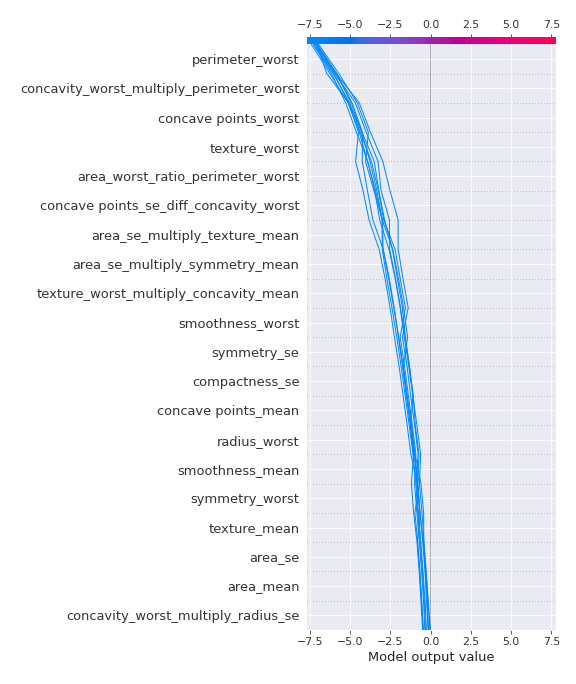 −7.5 −5.0 −2.5 0.0 2.5 5.0 7.5
perimeter_worst
concavity_worst_multiply_perimeter_worst
concave points_worst
texture_worst
area_worst_ratio_perimeter_worst
concave points_se_diff_concavity_worst
area_se_multiply_texture_mean
area_se_multiply_symmetry_mean
texture_worst_multiply_concavity_mean
smoothness_worst
symmetry_se
compactness_se
concave points_mean
radius_worst
smoothness_mean
symmetry_worst
texture_mean
area_se
area_mean
concavity_worst_multiply_radius_se
−7.5 −5.0 −2.5 0.0 2.5 5.0 7.5
Model output value